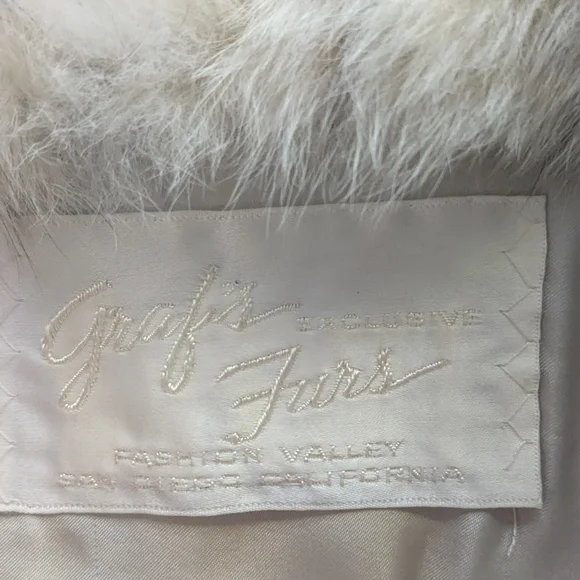 Graf's EXCLUSIVE
Furs
FASHION VALLEY
SAN DIEGO CALIFORNIA